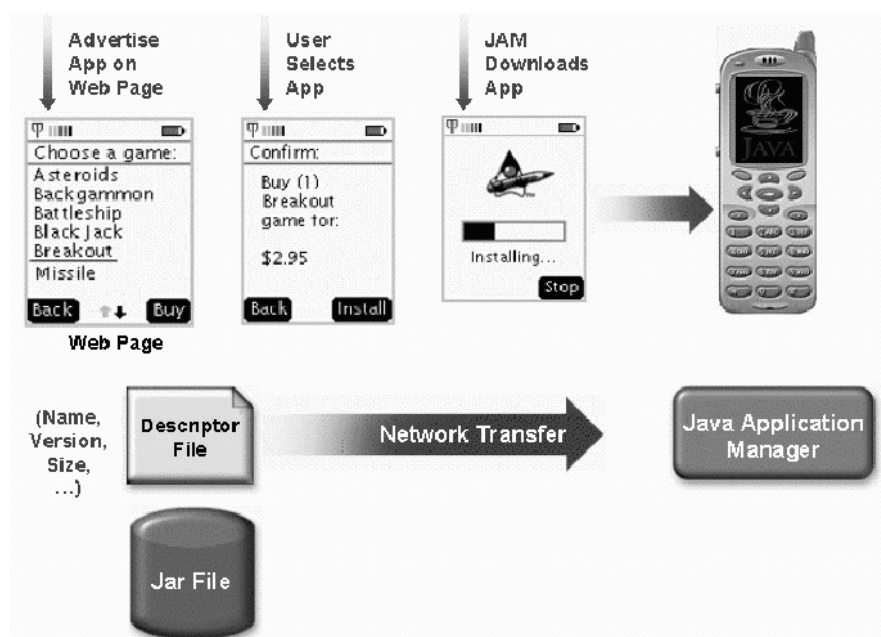 Advertise
App on
Web Page
User
Selects
App
JAM
Downloads
App
Choose a game:
Asteroids
Backgammon
Battleship
Black Jack
Breakout
Missile
Back
Buy
Web Page
Confirm:
Buy (1)
Breakout
game for:
$2.95
Back
Install
Installing...
Stop
JAVA
(Name,
Version,
Size,
...)
Descriptor
File
Network Transfer
Java Application
Manager
Jar File